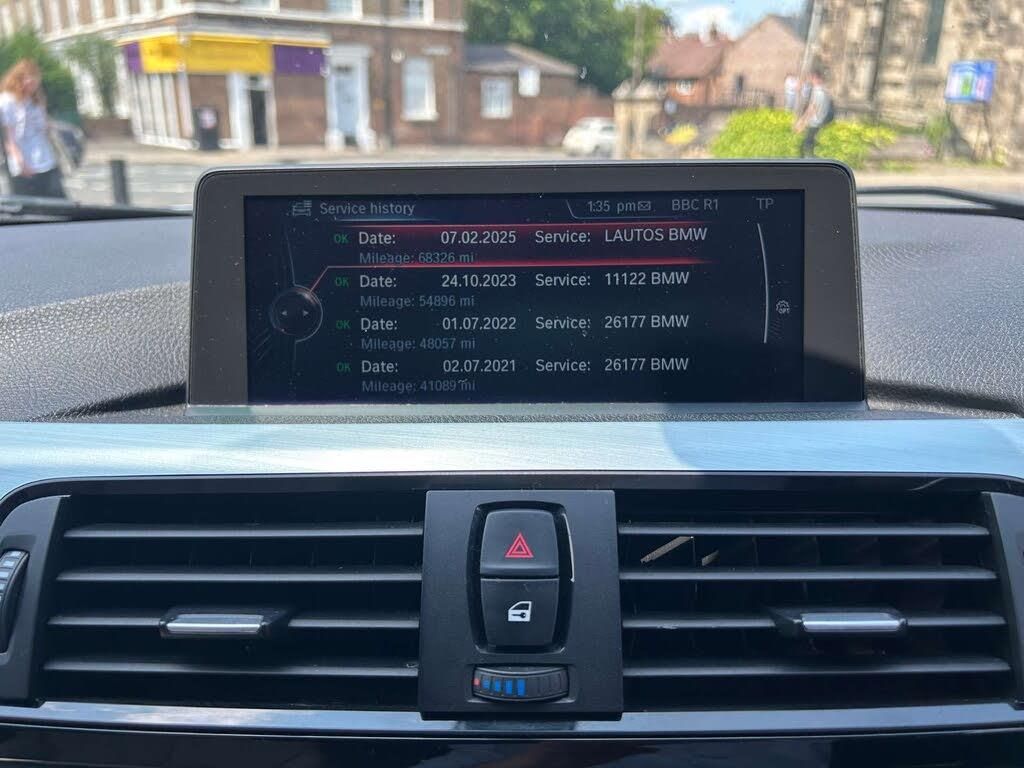 Service history 1:35 pm BBC R1 TP
OK Date: 07.02.2025 Service: LAUTOS BMW
Mileage: 68326 mi
OK Date: 24.10.2023 Service: 11122 BMW
Mileage: 54896 mi
OK Date: 01.07.2022 Service: 26177 BMW
Mileage: 48057 mi
OK Date: 02.07.2021 Service: 26177 BMW
Mileage: 41089 mi
OPT